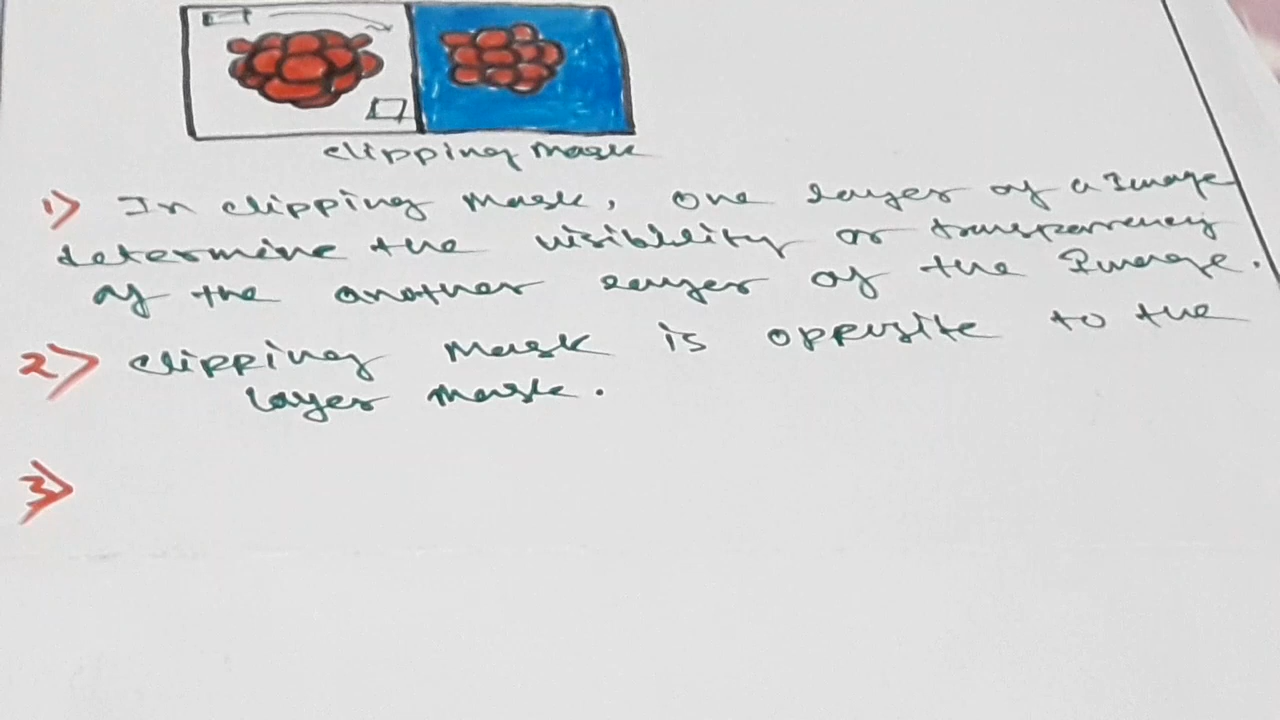 clipping Mask
1) In clipping Mask, one layer of a Image
determine the visibility or transparrency
of the another layer of the Image.
2) clipping Mask is opposite to the
layer Mask.
3)